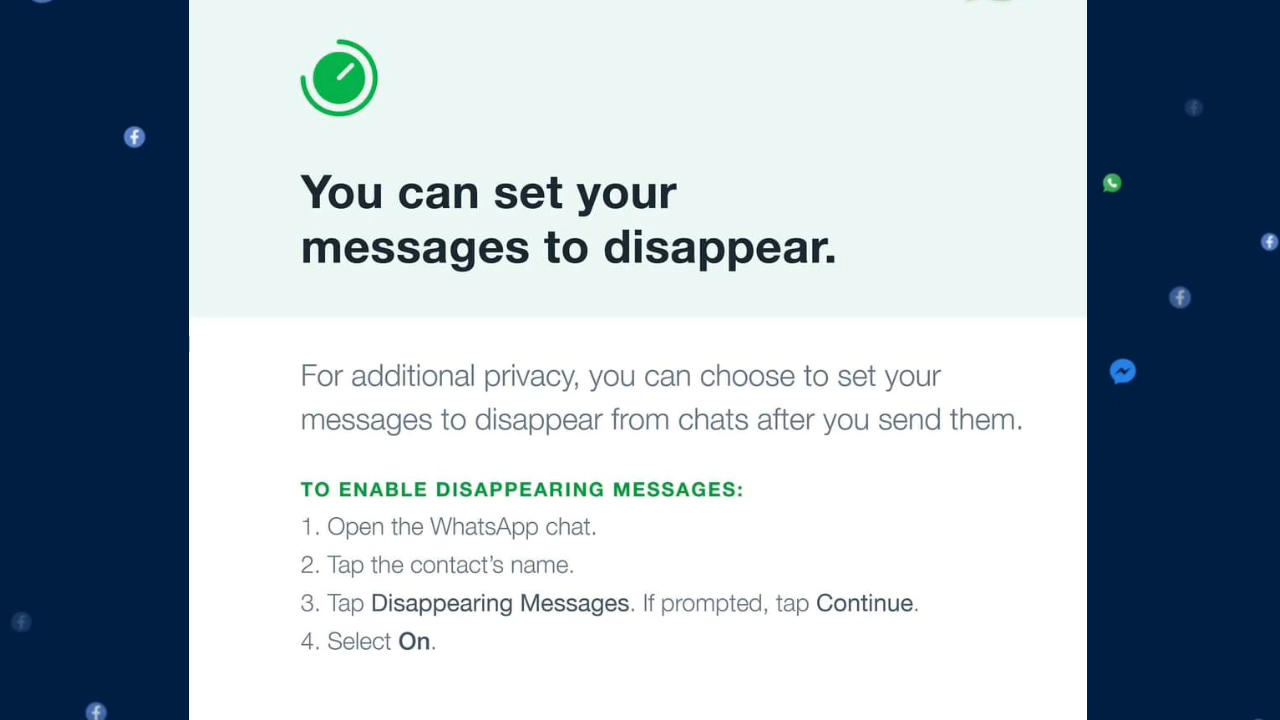 You can set your
messages to disappear.
For additional privacy, you can choose to set your
messages to disappear from chats after you send them.
TO ENABLE DISAPPEARING MESSAGES:
1. Open the WhatsApp chat.
2. Tap the contact’s name.
3. Tap Disappearing Messages. If prompted, tap Continue.
4. Select On.